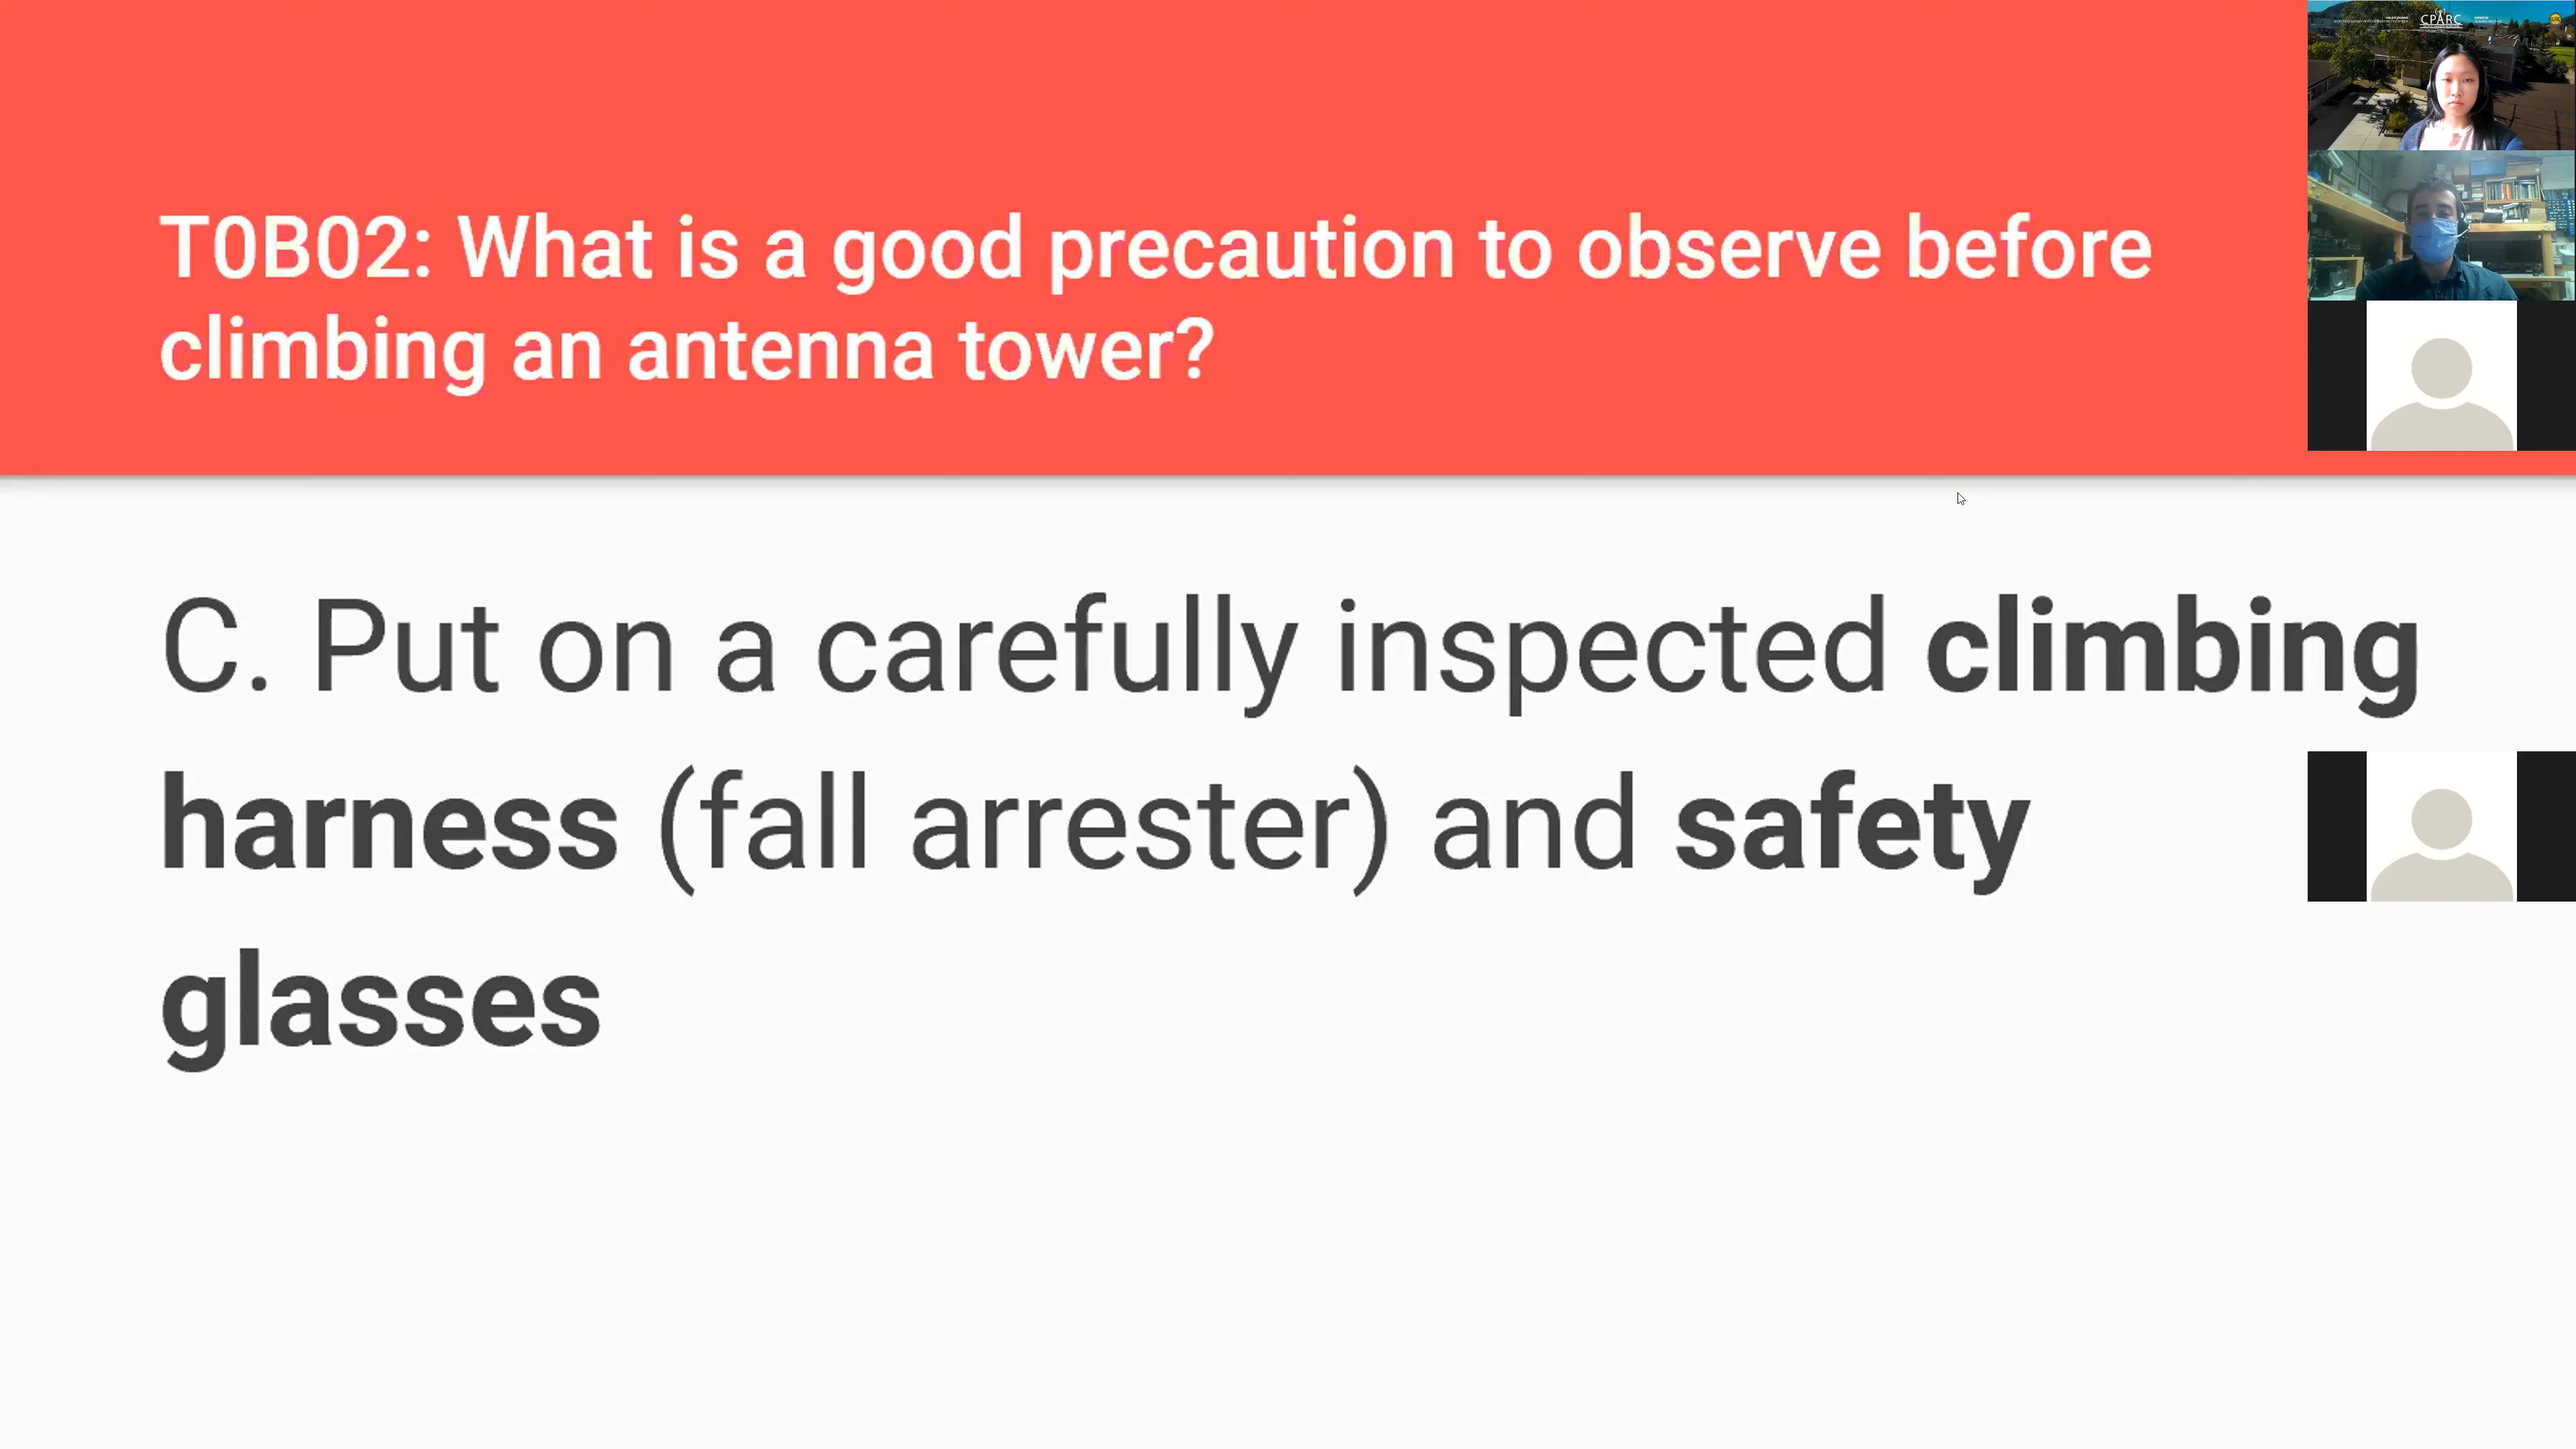 T0B02: What is a good precaution to observe before
climbing an antenna tower?
C. Put on a carefully inspected climbing
harness (fall arrester) and safety
glasses
CPARC